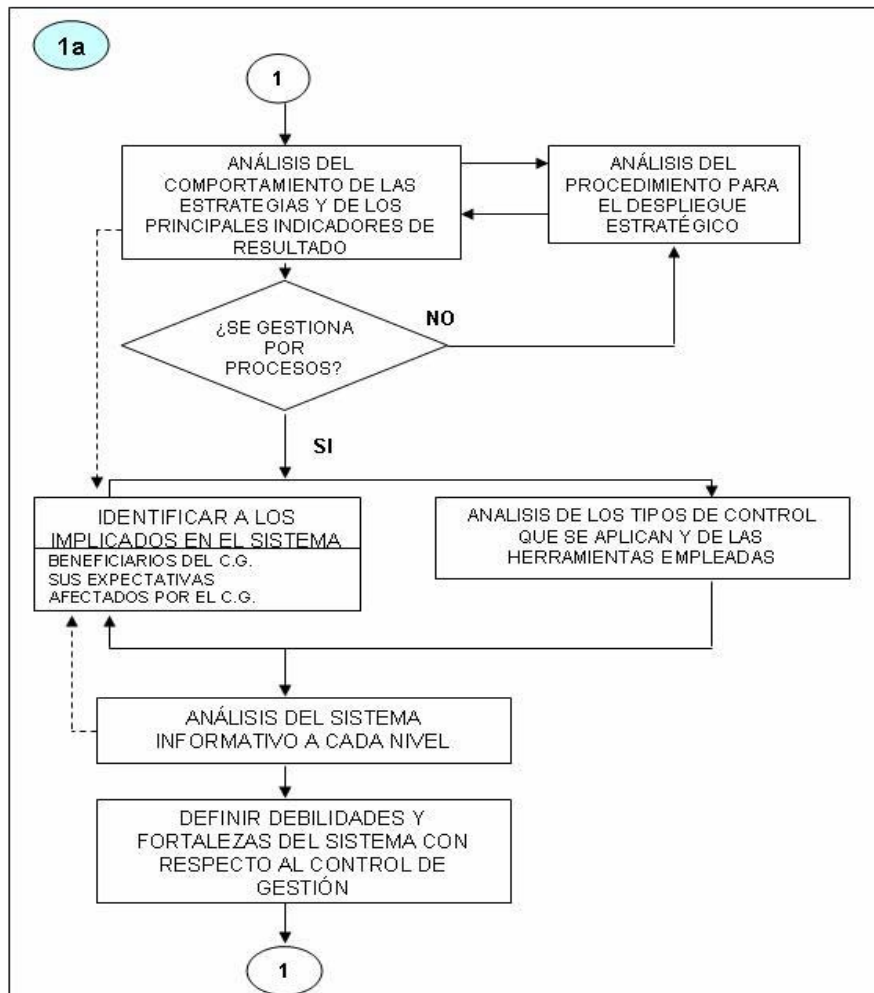 1a
1
ANÁLISIS DEL
COMPORTAMIENTO DE LAS
ESTRATEGIAS Y DE LOS
PRINCIPALES INDICADORES DE
RESULTADO
ANÁLISIS DEL
PROCEDIMIENTO PARA
EL DESPLIEGUE
ESTRATÉGICO
¿SE GESTIONA
POR
PROCESOS?
NO
SI
IDENTIFICAR A LOS
IMPLICADOS EN EL SISTEMA
BENEFICIARIOS DEL C.G.
SUS EXPECTATIVAS
AFECTADOS POR EL C.G.
ANALISIS DE LOS TIPOS DE CONTROL
QUE SE APLICAN Y DE LAS
HERRAMIENTAS EMPLEADAS
ANÁLISIS DEL SISTEMA
INFORMATIVO A CADA NIVEL
DEFINIR DEBILIDADES Y
FORTALEZAS DEL SISTEMA CON
RESPECTO AL CONTROL DE
GESTIÓN
1